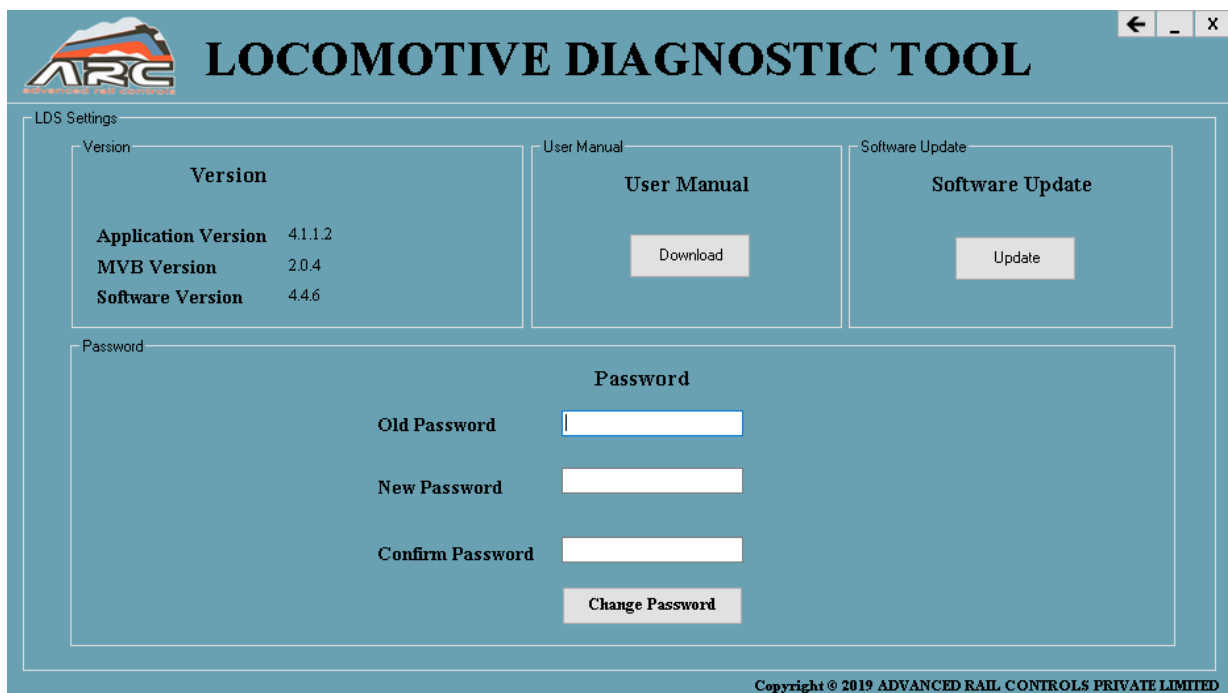 ARC
advanced rail controls
LOCOMOTIVE DIAGNOSTIC TOOL
_ X
LDS Settings
Version
Version
Application Version 4.1.1.2
MVB Version 2.0.4
Software Version 4.4.6
User Manual
User Manual
Download
Software Update
Software Update
Update
Password
Password
Old Password
New Password
Confirm Password
Change Password
Copyright © 2019 ADVANCED RAIL CONTROLS PRIVATE LIMITED